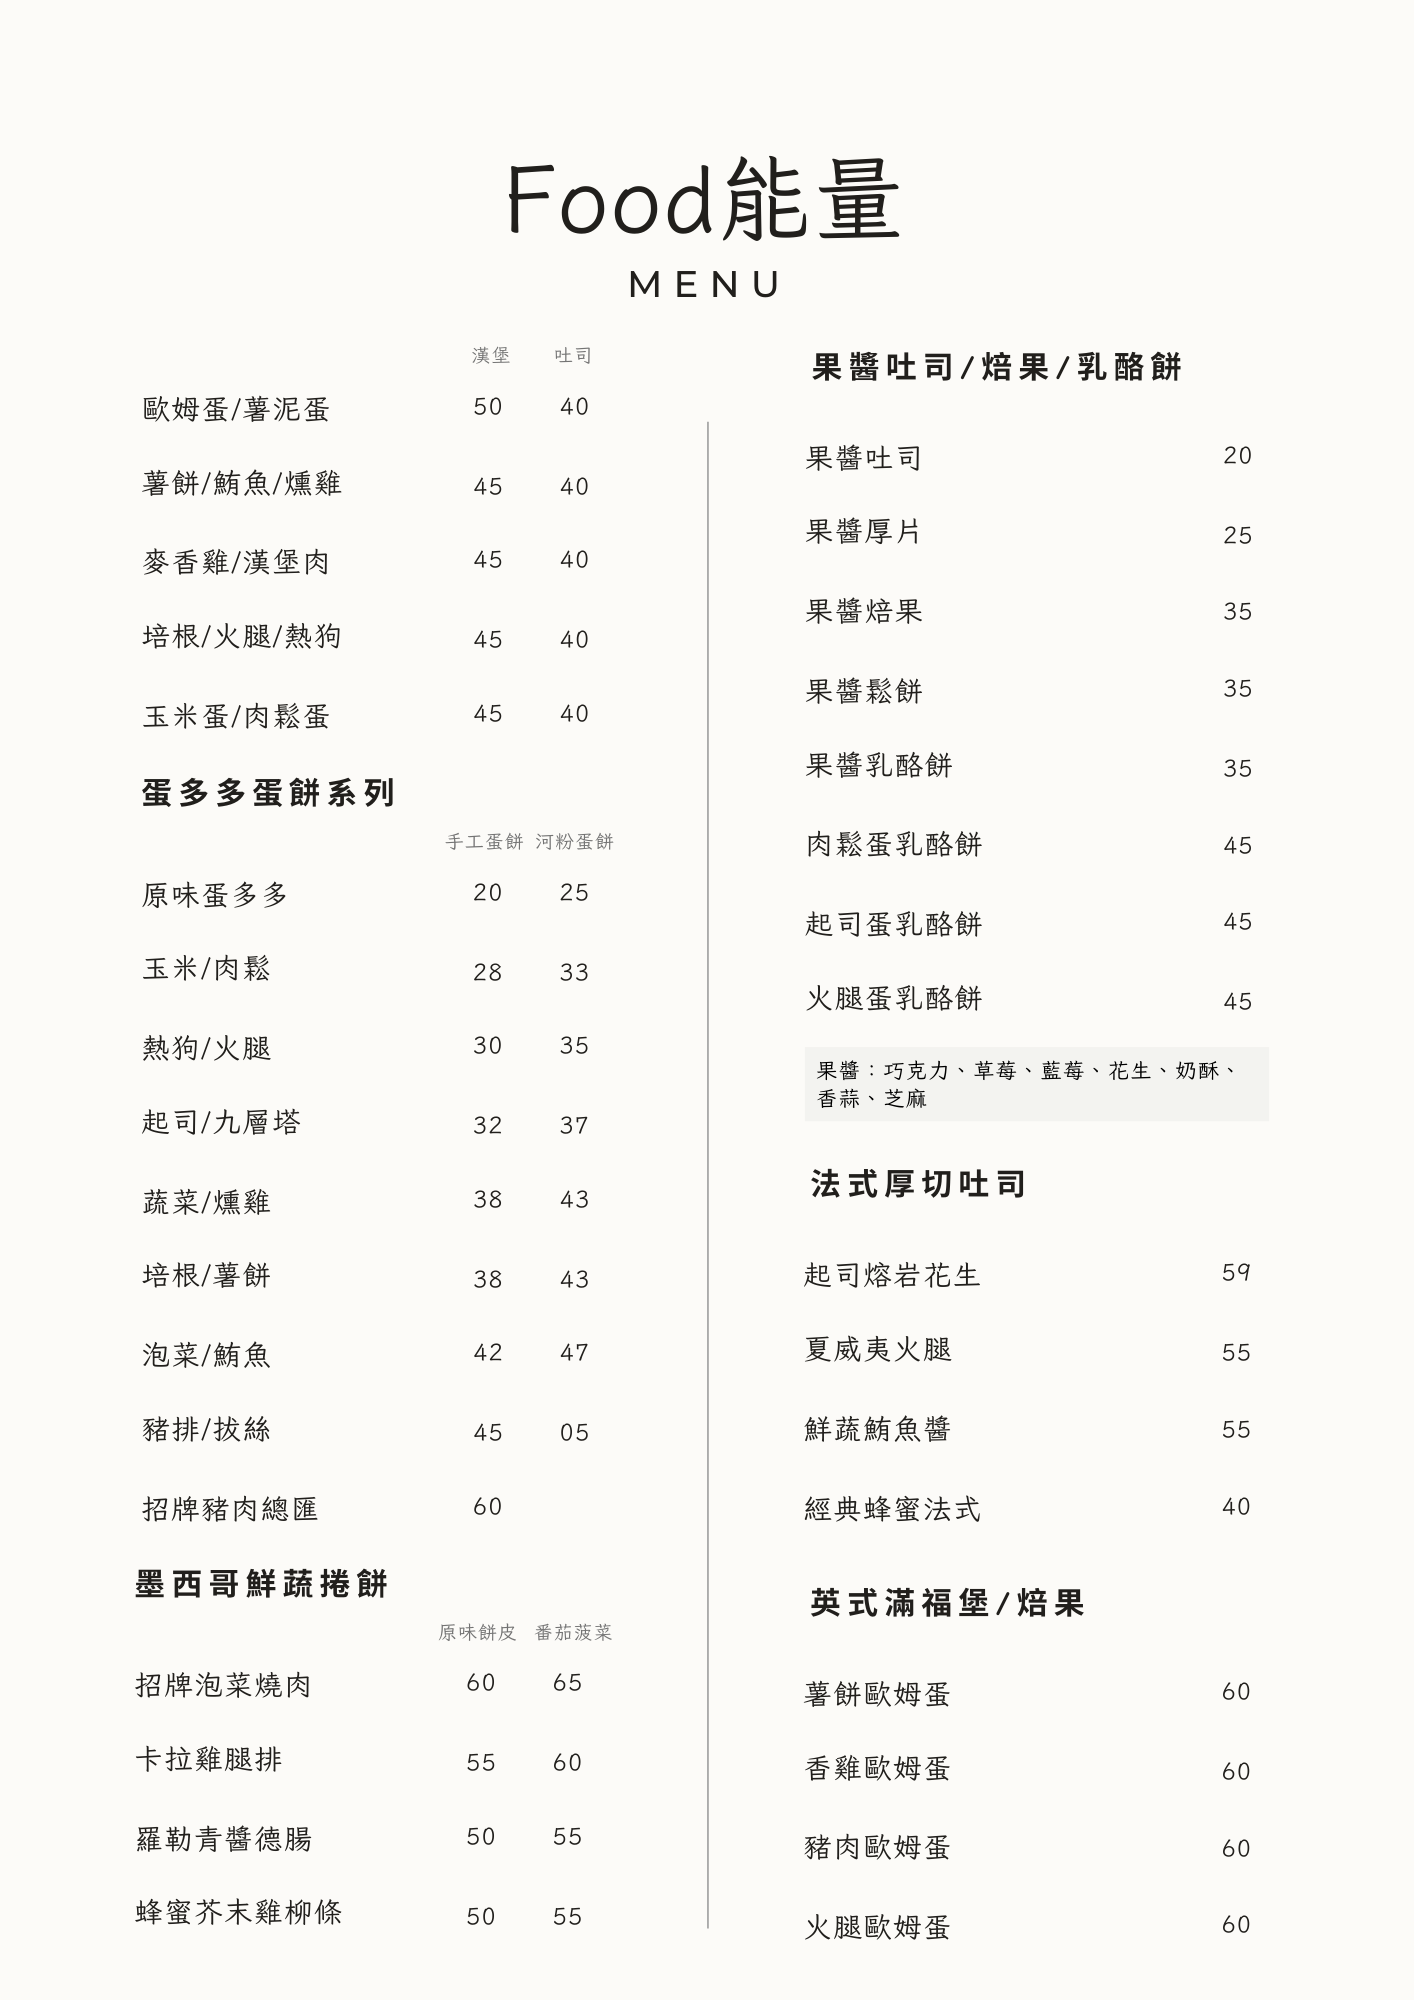 Food能量
MENU
漢堡 吐司
歐姆蛋/薯泥蛋 50 40
薯餅/鮪魚/燻雞 45 40
麥香雞/漢堡肉 45 40
培根/火腿/熱狗 45 40
玉米蛋/肉鬆蛋 45 40
蛋多多蛋餅系列
手工蛋餅 河粉蛋餅
原味蛋多多 20 25
玉米/肉鬆 28 33
熱狗/火腿 30 35
起司/九層塔 32 37
蔬菜/燻雞 38 43
培根/薯餅 38 43
泡菜/鮪魚 42 47
豬排/拔絲 45 05
招牌豬肉總匯 60
墨西哥鮮蔬捲餅
原味餅皮 番茄菠菜
招牌泡菜燒肉 60 65
卡拉雞腿排 55 60
羅勒青醬德腸 50 55
蜂蜜芥末雞柳條 50 55
果醬吐司/焙果/乳酪餅
果醬吐司 20
果醬厚片 25
果醬焙果 35
果醬鬆餅 35
果醬乳酪餅 35
肉鬆蛋乳酪餅 45
起司蛋乳酪餅 45
火腿蛋乳酪餅 45
果醬：巧克力、草莓、藍莓、花生、奶酥、
香蒜、芝麻
法式厚切吐司
起司熔岩花生 59
夏威夷火腿 55
鮮蔬鮪魚醬 55
經典蜂蜜法式 40
英式滿福堡/焙果
薯餅歐姆蛋 60
香雞歐姆蛋 60
豬肉歐姆蛋 60
火腿歐姆蛋 60